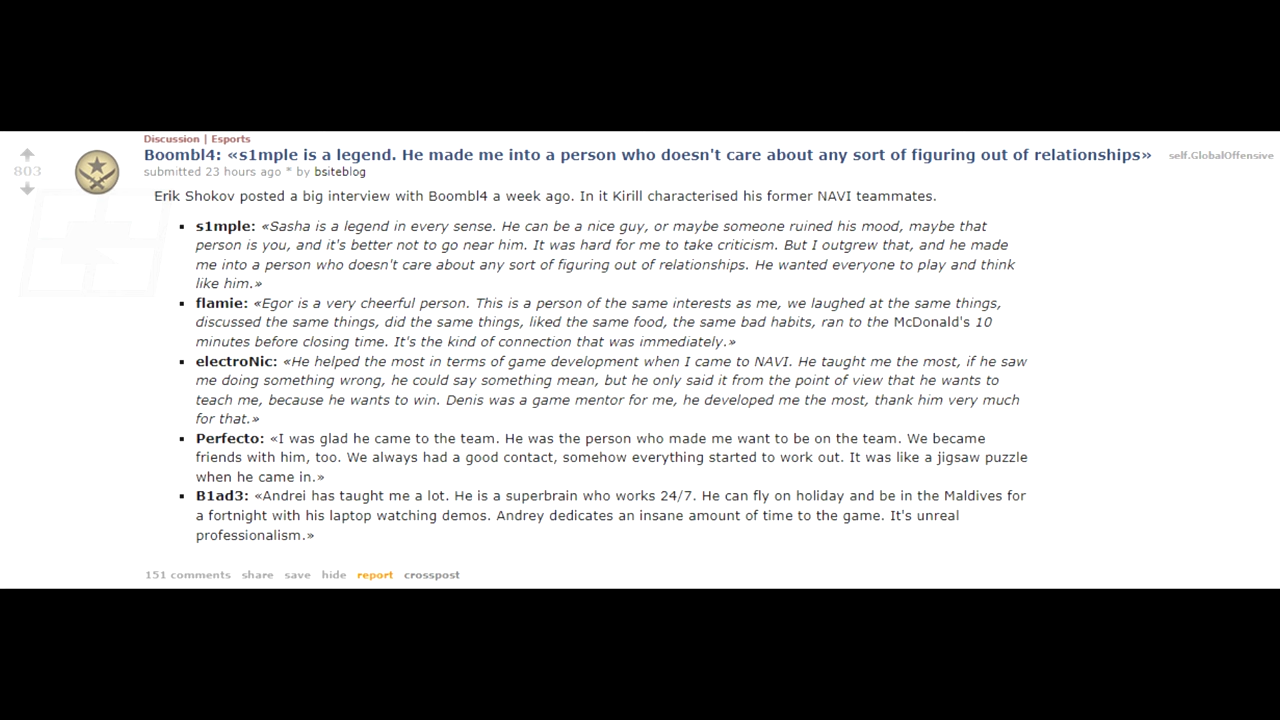 Discussion | Esports
803
Boombl4: «s1mple is a legend. He made me into a person who doesn't care about any sort of figuring out of relationships» self.GlobalOffensive
submitted 23 hours ago * by bsiteblog
Erik Shokov posted a big interview with Boombl4 a week ago. In it Kirill characterised his former NAVI teammates.
▪ s1mple: «Sasha is a legend in every sense. He can be a nice guy, or maybe someone ruined his mood, maybe that
person is you, and it's better not to go near him. It was hard for me to take criticism. But I outgrew that, and he made
me into a person who doesn't care about any sort of figuring out of relationships. He wanted everyone to play and think
like him.»
▪ flamie: «Egor is a very cheerful person. This is a person of the same interests as me, we laughed at the same things,
discussed the same things, did the same things, liked the same food, the same bad habits, ran to the McDonald's 10
minutes before closing time. It's the kind of connection that was immediately.»
▪ electroNic: «He helped the most in terms of game development when I came to NAVI. He taught me the most, if he saw
me doing something wrong, he could say something mean, but he only said it from the point of view that he wants to
teach me, because he wants to win. Denis was a game mentor for me, he developed me the most, thank him very much
for that.»
▪ Perfecto: «I was glad he came to the team. He was the person who made me want to be on the team. We became
friends with him, too. We always had a good contact, somehow everything started to work out. It was like a jigsaw puzzle
when he came in.»
▪ B1ad3: «Andrei has taught me a lot. He is a superbrain who works 24/7. He can fly on holiday and be in the Maldives for
a fortnight with his laptop watching demos. Andrey dedicates an insane amount of time to the game. It's unreal
professionalism.»
151 comments share save hide report crosspost